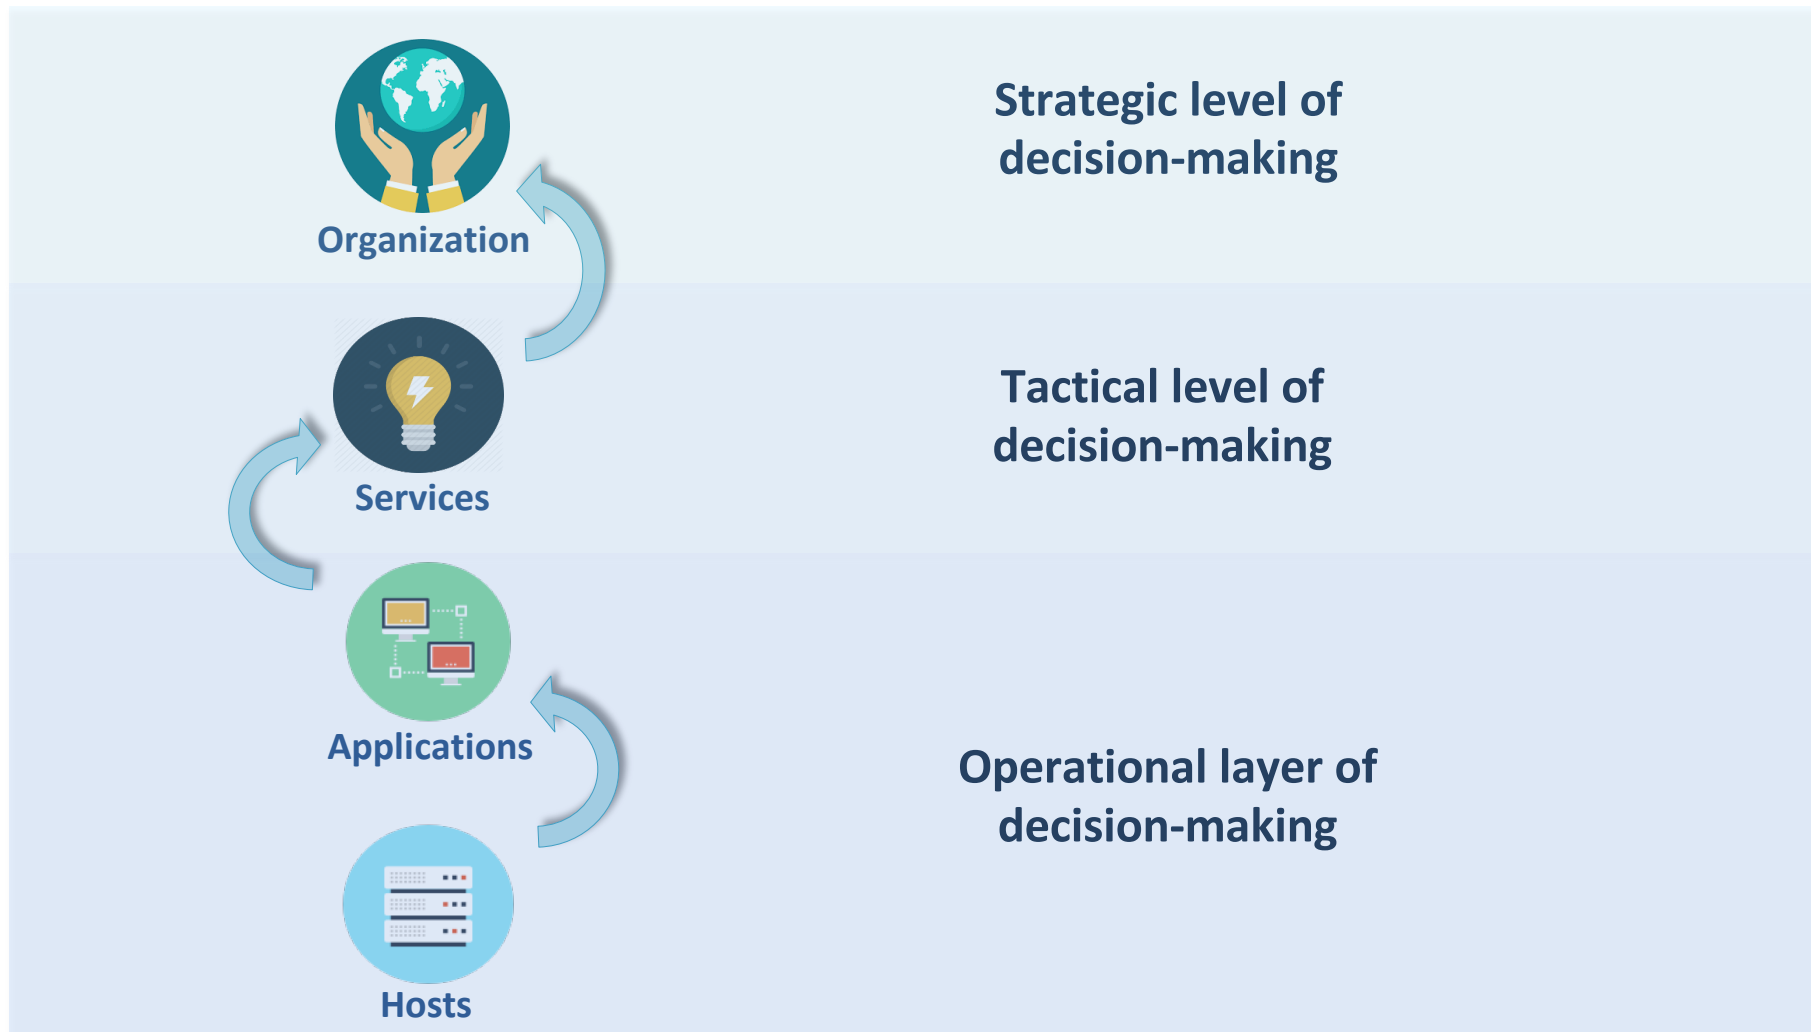 Strategic level of
decision-making
Organization
Tactical level of
decision-making
Services
Applications
Operational layer of
decision-making
Hosts